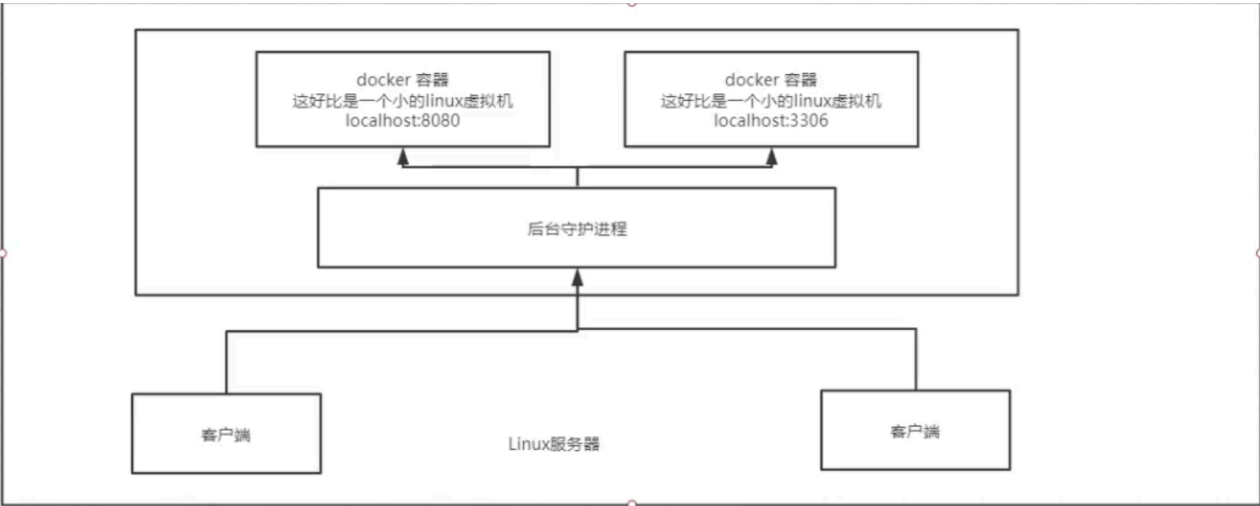 docker 容器
这好比是一个小的linux虚拟机
localhost:8080
docker 容器
这好比是一个小的linux虚拟机
localhost:3306
后台守护进程
客户端
Linux服务器
客户端